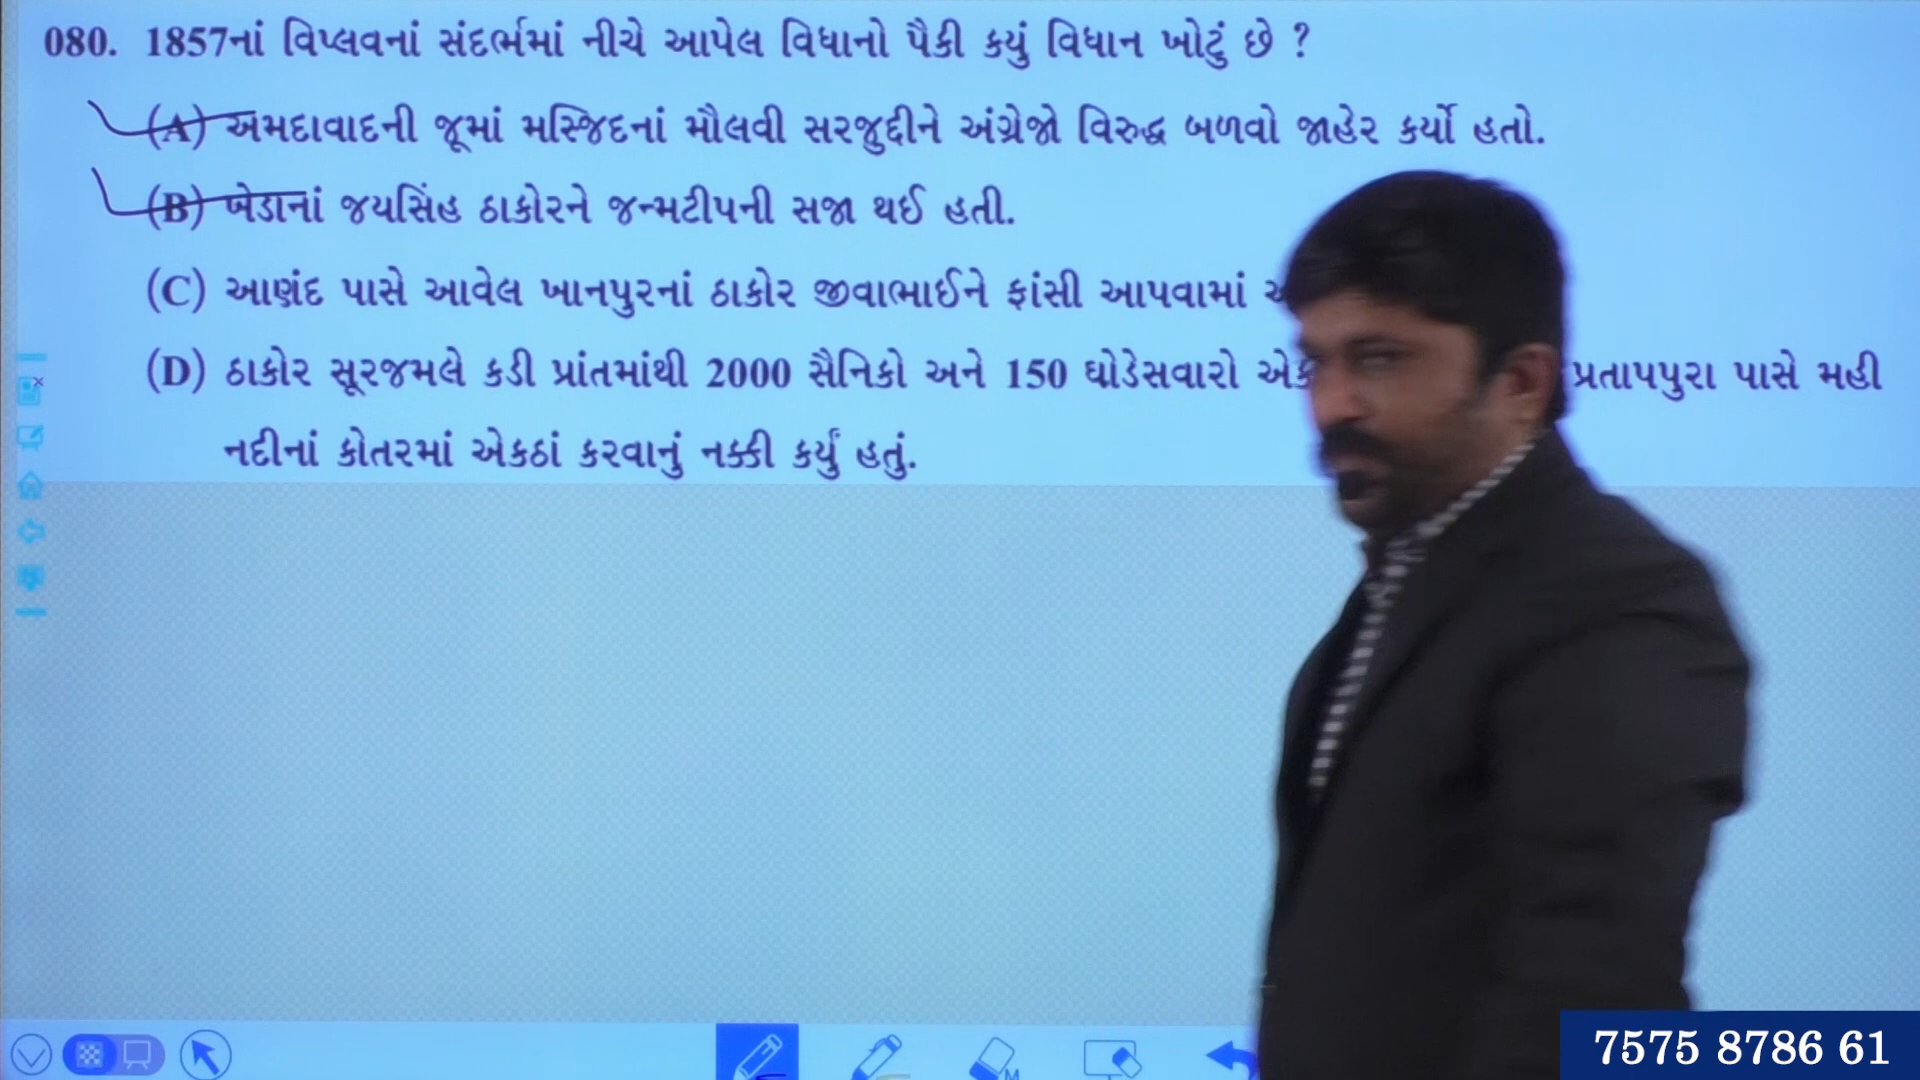 080. 1857નાં વિપ્લવનાં સંદર્ભમાં નીચે આપેલ વિધાનો પૈકી કયું વિધાન ખોટું છે ?
(A) અમદાવાદની જૂમાં મસ્જિદનાં મૌલવી સરજુદ્દીને અંગ્રેજો વિરુદ્ધ બળવો જાહેર કર્યો હતો.
(B) ખેડાનાં જયસિંહ ઠાકોરને જન્મટીપની સજા થઈ હતી.
(C) આણંદ પાસે આવેલ ખાનપુરનાં ઠાકોર જીવાભાઈને ફાંસી આપવામાં
(D) ઠાકોર સૂરજમલે કડી પ્રાંતમાંથી 2000 સૈનિકો અને 150 ઘોડેસવારો પ્રતાપપુરા પાસે મહી
નદીનાં કોતરમાં એકઠાં કરવાનું નક્કી કર્યું હતું.
7575 8786 61